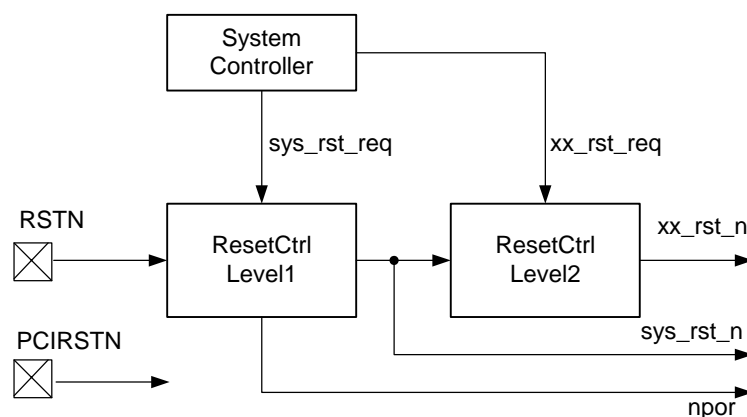 System
Controller
sys_rst_req
xx_rst_req
RSTN
ResetCtrl
Level1
ResetCtrl
Level2
xx_rst_n
sys_rst_n
PCIRSTN
npor